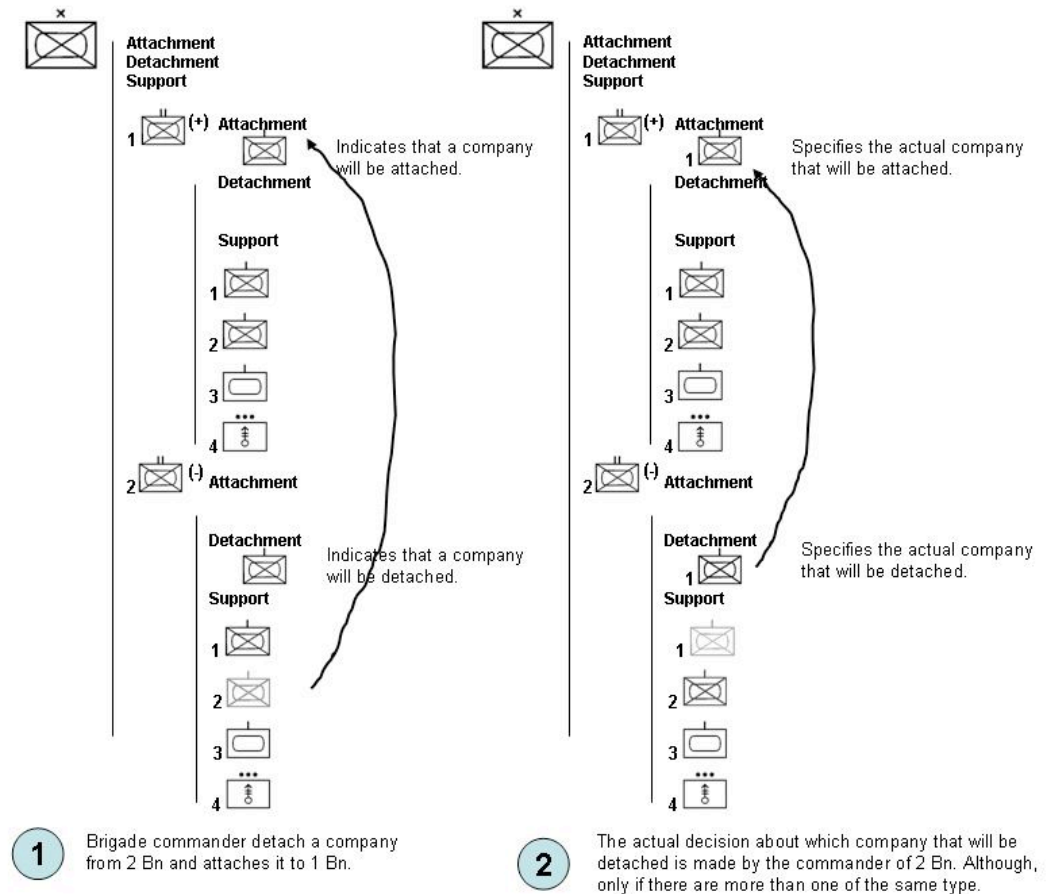 Attachment
Detachment
Support
1 (+) Attachment
Indicates that a company
will be attached.
Detachment
Support
1
2
3
4
2 (-) Attachment
Detachment
Indicates that a company
will be detached.
Support
1
2
3
4
1
Brigade commander detach a company
from 2 Bn and attaches it to 1 Bn.
Attachment
Detachment
Support
1 (+) Attachment
1
Specifies the actual company
that will be attached.
Detachment
Support
1
2
3
4
2 (-) Attachment
Detachment
1
Specifies the actual company
that will be detached.
Support
1
2
3
4
2
The actual decision about which company that will be
detached is made by the commander of 2 Bn. Although,
only if there are more than one of the same type.